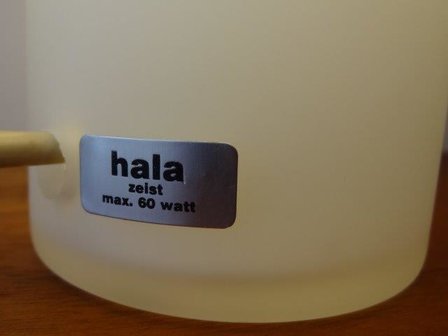 hala
zeist
max. 60 watt